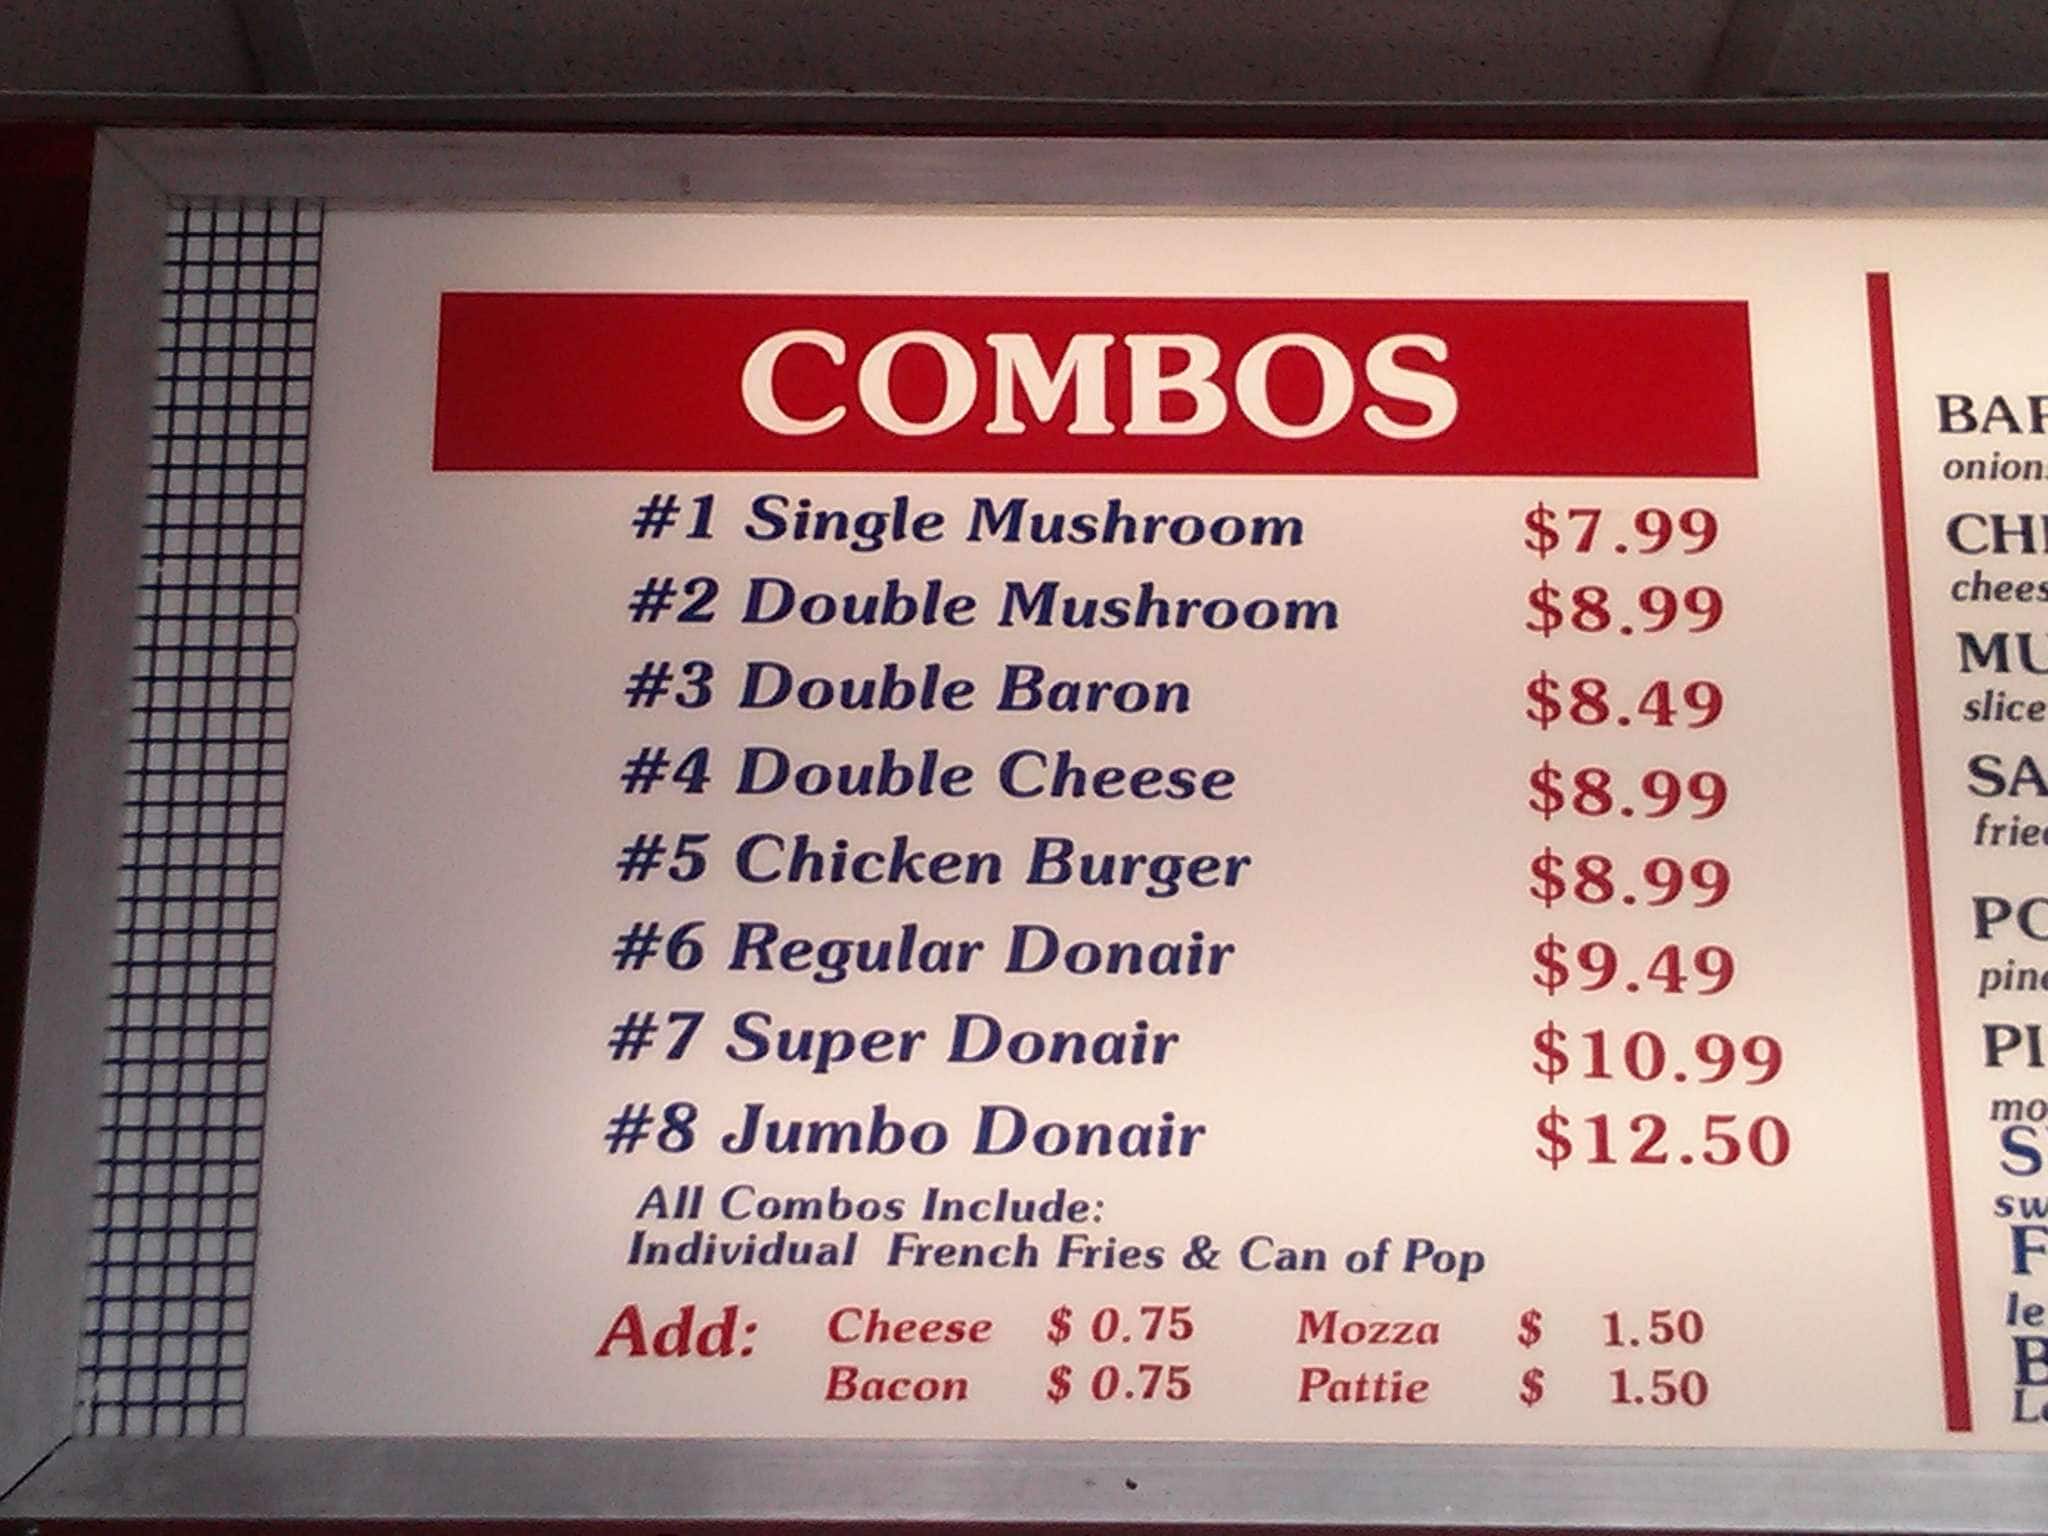 COMBOS
#1 Single Mushroom $7.99
#2 Double Mushroom $8.99
#3 Double Baron $8.49
#4 Double Cheese $8.99
#5 Chicken Burger $8.99
#6 Regular Donair $9.49
#7 Super Donair $10.99
#8 Jumbo Donair $12.50
All Combos Include:
Individual French Fries & Can of Pop
Add: Cheese $ 0.75 Mozza $ 1.50
Bacon $ 0.75 Pattie $ 1.50